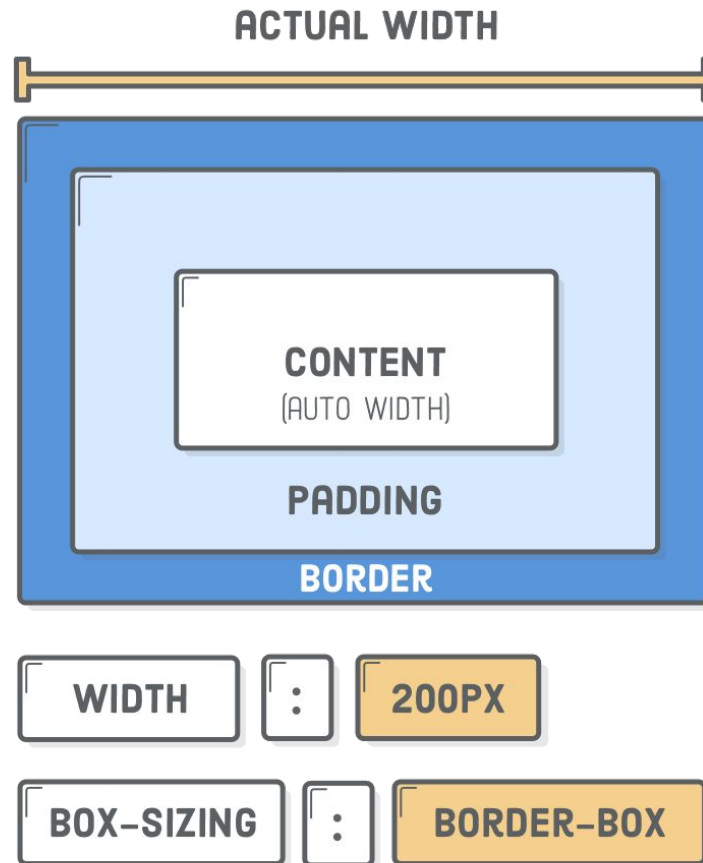 ACTUAL WIDTH
CONTENT
(AUTO WIDTH)
PADDING
BORDER
WIDTH : 200PX
BOX-SIZING : BORDER-BOX